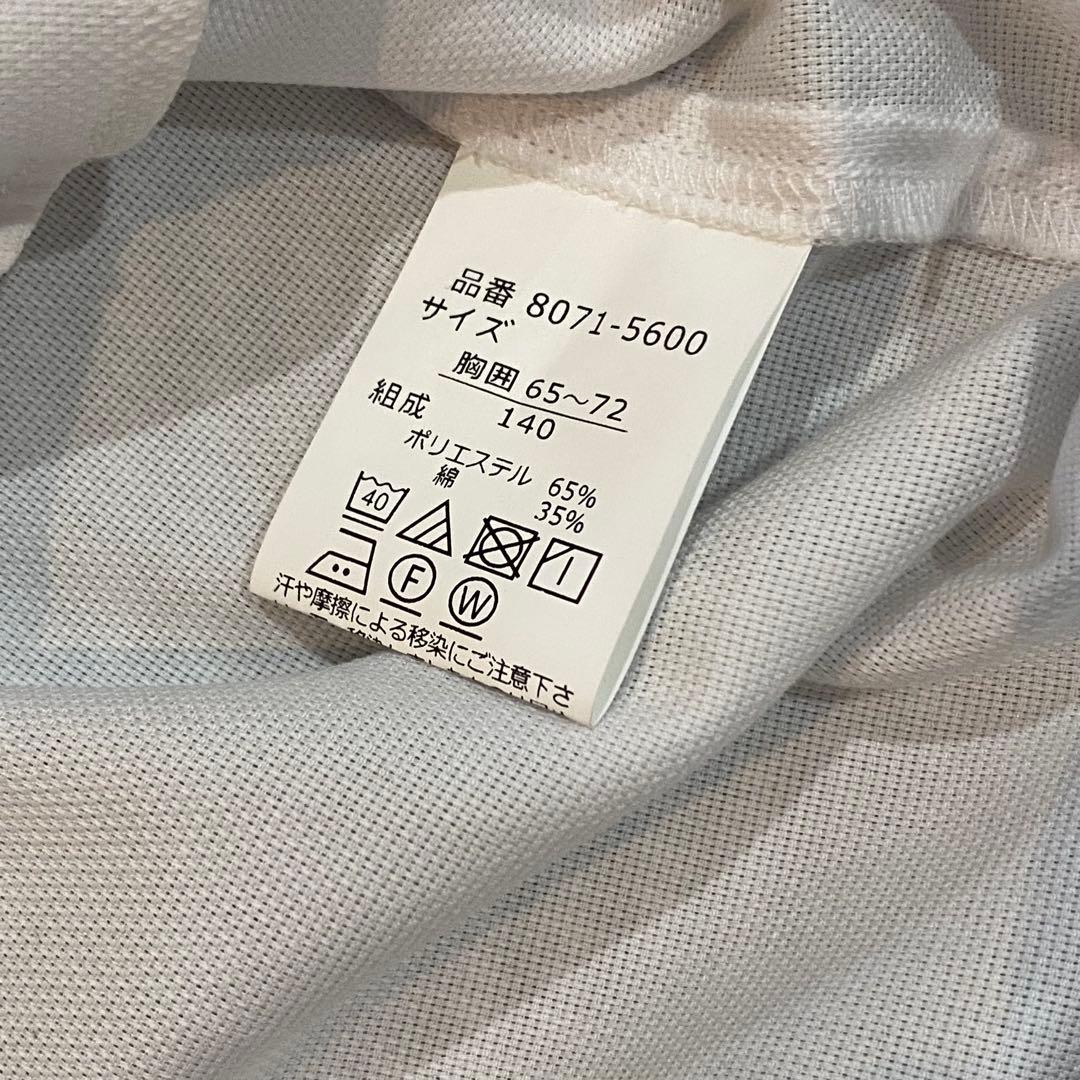 品番 8071-5600
サイズ
胸囲 65～72
140
組成
ポリエステル 65%
綿 35%
40
F
W
汗や摩擦による移染にご注意下さ